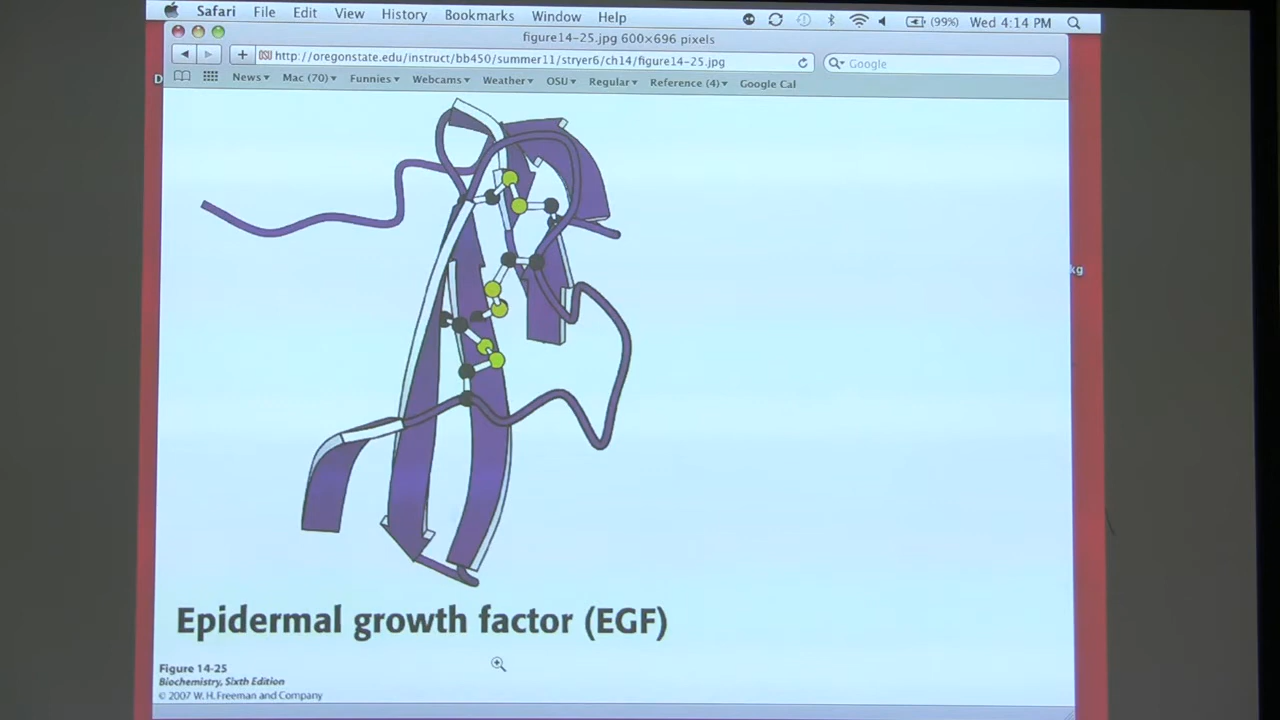 Safari File Edit View History Bookmarks Window Help (99%) Wed 4:14 PM
figure14-25.jpg 600×696 pixels
OSU http://oregonstate.edu/instruct/bb450/summer11/stryer6/ch14/figure14-25.jpg Google
News Mac (70) Funnies Webcams Weather OSU Regular Reference (4) Google Cal
D
kg
Epidermal growth factor (EGF)
Figure 14-25
Biochemistry, Sixth Edition
© 2007 W. H. Freeman and Company